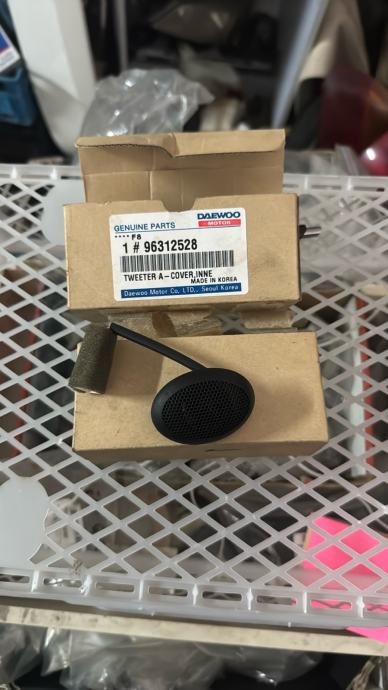 GENUINE PARTS
DAEWOO
MOTOR
****F8
1 # 96312528
TWEETER A-COVER,INNE
MADE IN KOREA
Daewoo Motor Co, LTD., Seoul Korea